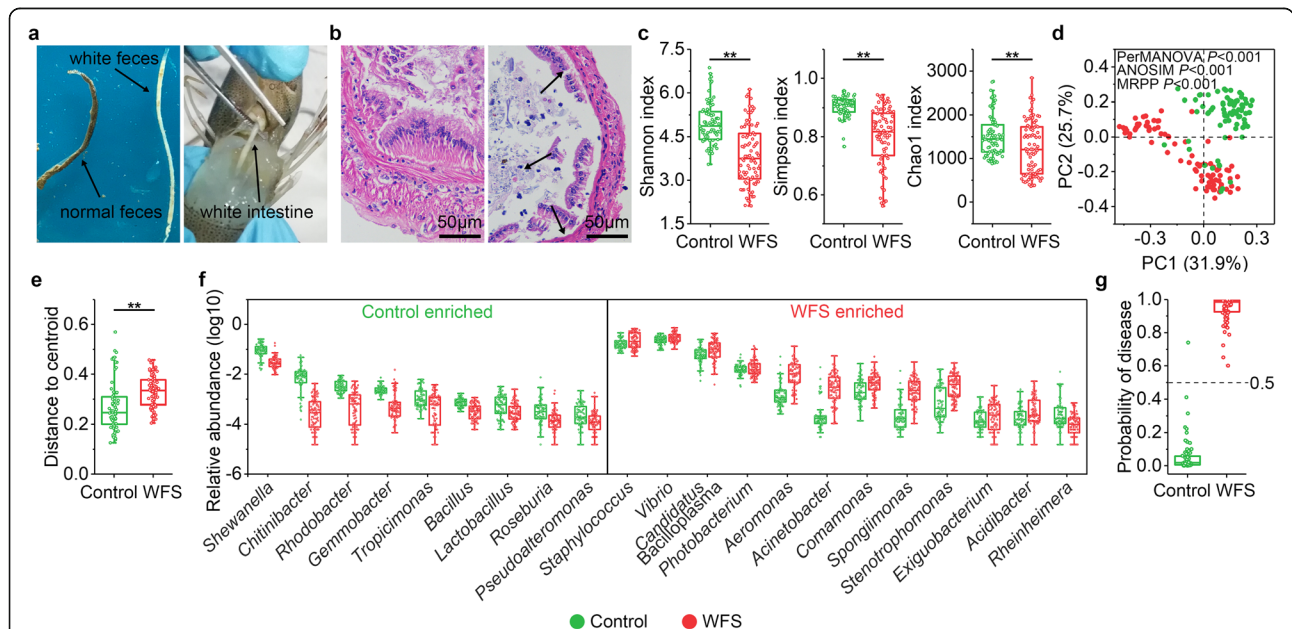 a
white feces
normal feces
white intestine
b
50μm
50μm
c
Shannon index
7.5
6.0
4.5
3.0
1.5
**
Control WFS
Simpson index
1.0
0.8
0.6
**
Control WFS
Chao1 index
3000
2000
1000
0
**
Control WFS
d
PerMANOVA, P<0.001
ANOSIM P<0.001
MRPP P<0.001
PC2 (25.7%)
0.4
0.2
0.0
-0.2
-0.4
-0.3
0.0
0.3
PC1 (31.9%)
e
Distance to centroid
0.6
0.4
0.2
0.0
**
Control WFS
f
Relative abundance (log10)
0
-2
-4
-6
Control enriched
WFS enriched
Shewanella
Chitinibacter
Rhodobacter
Gemmobacter
Tropicimonas
Bacillus
Lactobacillus
Roseburia
Pseudoalteromonas
Staphylococcus
Vibrio
Candidatus
Bacilloplasma
Photobacterium
Aeromonas
Acinetobacter
Comamonas
Spongiimonas
Stenotrophomonas
Exiguobacterium
Acidibacter
Rheinheimera
g
Probability of disease
1.0
0.8
0.6
0.4
0.2
0.0
0.5
Control WFS
Control
WFS